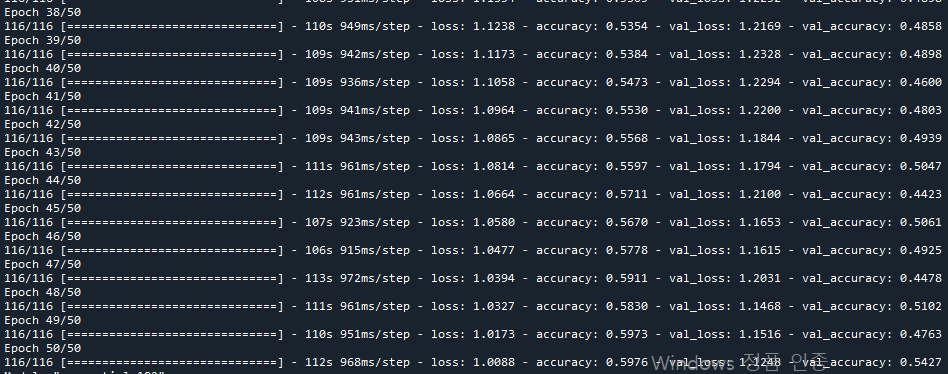 Epoch 38/50
116/116 [==============================] - 110s 949ms/step - loss: 1.1238 - accuracy: 0.5354 - val_loss: 1.2169 - val_accuracy: 0.4858
Epoch 39/50
116/116 [==============================] - 109s 942ms/step - loss: 1.1173 - accuracy: 0.5384 - val_loss: 1.2328 - val_accuracy: 0.4898
Epoch 40/50
116/116 [==============================] - 109s 936ms/step - loss: 1.1058 - accuracy: 0.5473 - val_loss: 1.2294 - val_accuracy: 0.4600
Epoch 41/50
116/116 [==============================] - 109s 941ms/step - loss: 1.0964 - accuracy: 0.5530 - val_loss: 1.2200 - val_accuracy: 0.4803
Epoch 42/50
116/116 [==============================] - 109s 943ms/step - loss: 1.0865 - accuracy: 0.5568 - val_loss: 1.1844 - val_accuracy: 0.4939
Epoch 43/50
116/116 [==============================] - 111s 961ms/step - loss: 1.0814 - accuracy: 0.5597 - val_loss: 1.1794 - val_accuracy: 0.5047
Epoch 44/50
116/116 [==============================] - 112s 961ms/step - loss: 1.0664 - accuracy: 0.5711 - val_loss: 1.2100 - val_accuracy: 0.4423
Epoch 45/50
116/116 [==============================] - 107s 923ms/step - loss: 1.0580 - accuracy: 0.5670 - val_loss: 1.1653 - val_accuracy: 0.5061
Epoch 46/50
116/116 [==============================] - 106s 915ms/step - loss: 1.0477 - accuracy: 0.5778 - val_loss: 1.1615 - val_accuracy: 0.4925
Epoch 47/50
116/116 [==============================] - 113s 972ms/step - loss: 1.0394 - accuracy: 0.5911 - val_loss: 1.2031 - val_accuracy: 0.4478
Epoch 48/50
116/116 [==============================] - 111s 961ms/step - loss: 1.0327 - accuracy: 0.5830 - val_loss: 1.1468 - val_accuracy: 0.5102
Epoch 49/50
116/116 [==============================] - 110s 951ms/step - loss: 1.0173 - accuracy: 0.5973 - val_loss: 1.1516 - val_accuracy: 0.4763
Epoch 50/50
116/116 [==============================] - 112s 968ms/step - loss: 1.0088 - accuracy: 0.5976 - val_loss: 1.1248 - val_accuracy: 0.5427
Windows 정품 인증